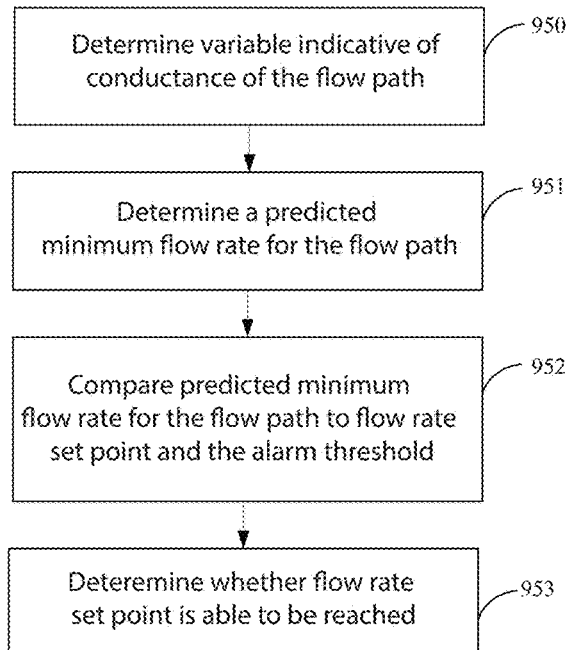 Determine variable indicative of
conductance of the flow path
950
Determine a predicted
minimum flow rate for the flow path
951
Compare predicted minimum
flow rate for the flow path to flow rate
set point and the alarm threshold
952
Deteremine whether flow rate
set point is able to be reached
953